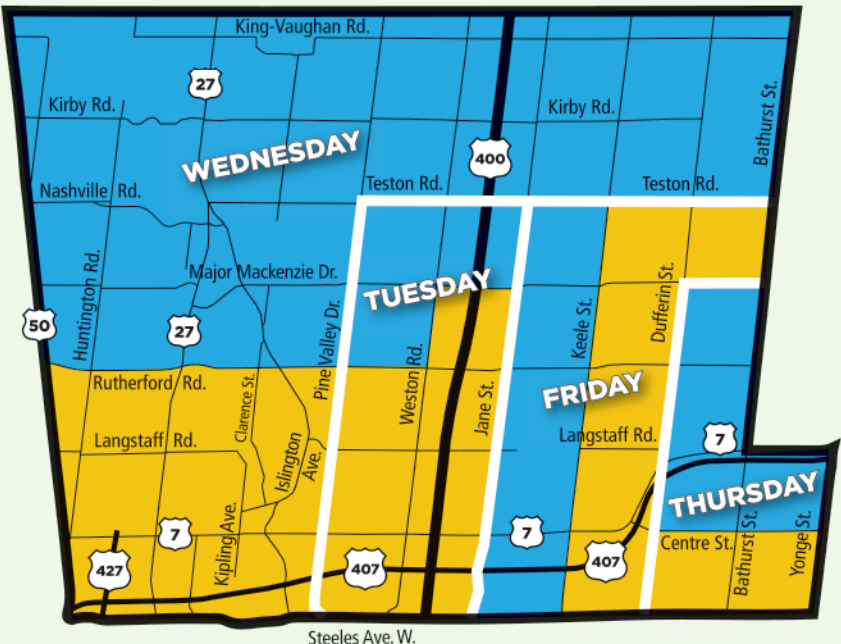 King-Vaughan Rd.
27
Kirby Rd.
Kirby Rd.
Bathurst St.
WEDNESDAY
400
Nashville Rd.
Teston Rd.
Teston Rd.
Huntington Rd.
Major Mackenzie Dr.
TUESDAY
Dufferin St.
50
27
Pine Valley Dr.
Keele St.
Rutherford Rd.
Clarence St.
Weston Rd.
Jane St.
FRIDAY
Langstaff Rd.
Islington
Ave.
Langstaff Rd.
7
THURSDAY
Kipling Ave.
7
7
Centre St.
Bathurst St.
Yonge St.
427
407
407
Steeles Ave. W.